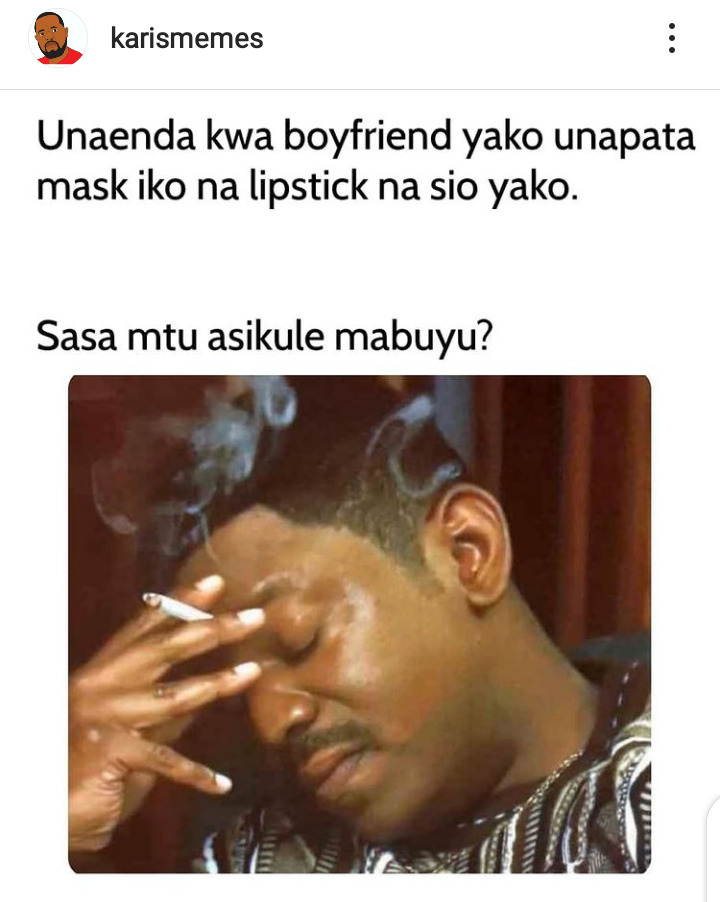 karismemes
Unaenda kwa boyfriend yako unapata
mask iko na lipstick na sio yako.
Sasa mtu asikule mabuyu?